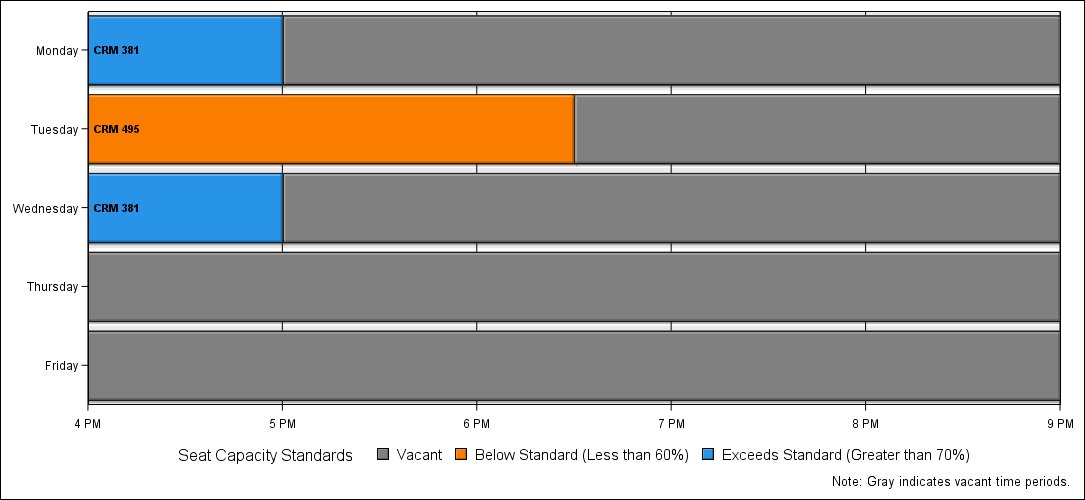 Monday
CRM 381
Tuesday
CRM 495
Wednesday
CRM 381
Thursday
Friday
4 PM 5 PM 6 PM 7 PM 8 PM 9 PM
Seat Capacity Standards Vacant Below Standard (Less than 60%) Exceeds Standard (Greater than 70%)
Note: Gray indicates vacant time periods.